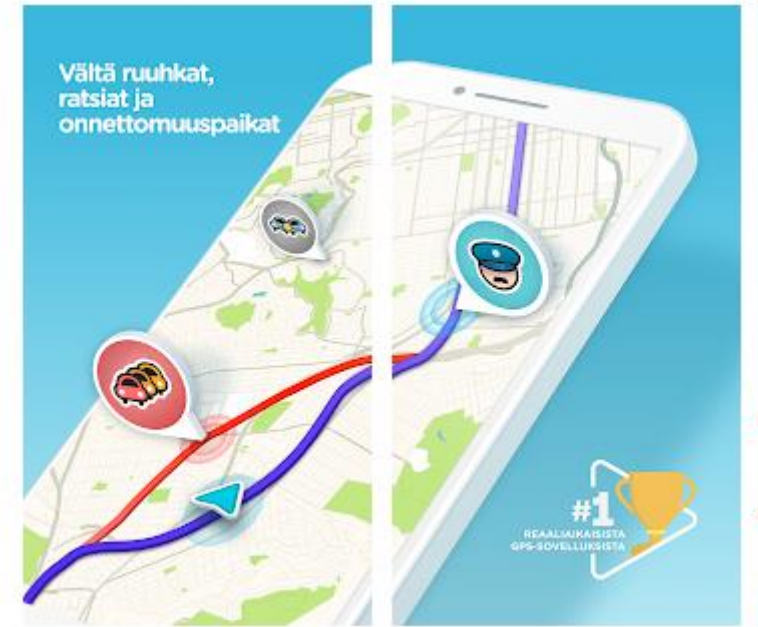 Vältä ruuhkat,
ratsiat ja
onnettomuuspaikat
#1
REAALIAIKAISISTA
GPS-SOVELLUKSISTA